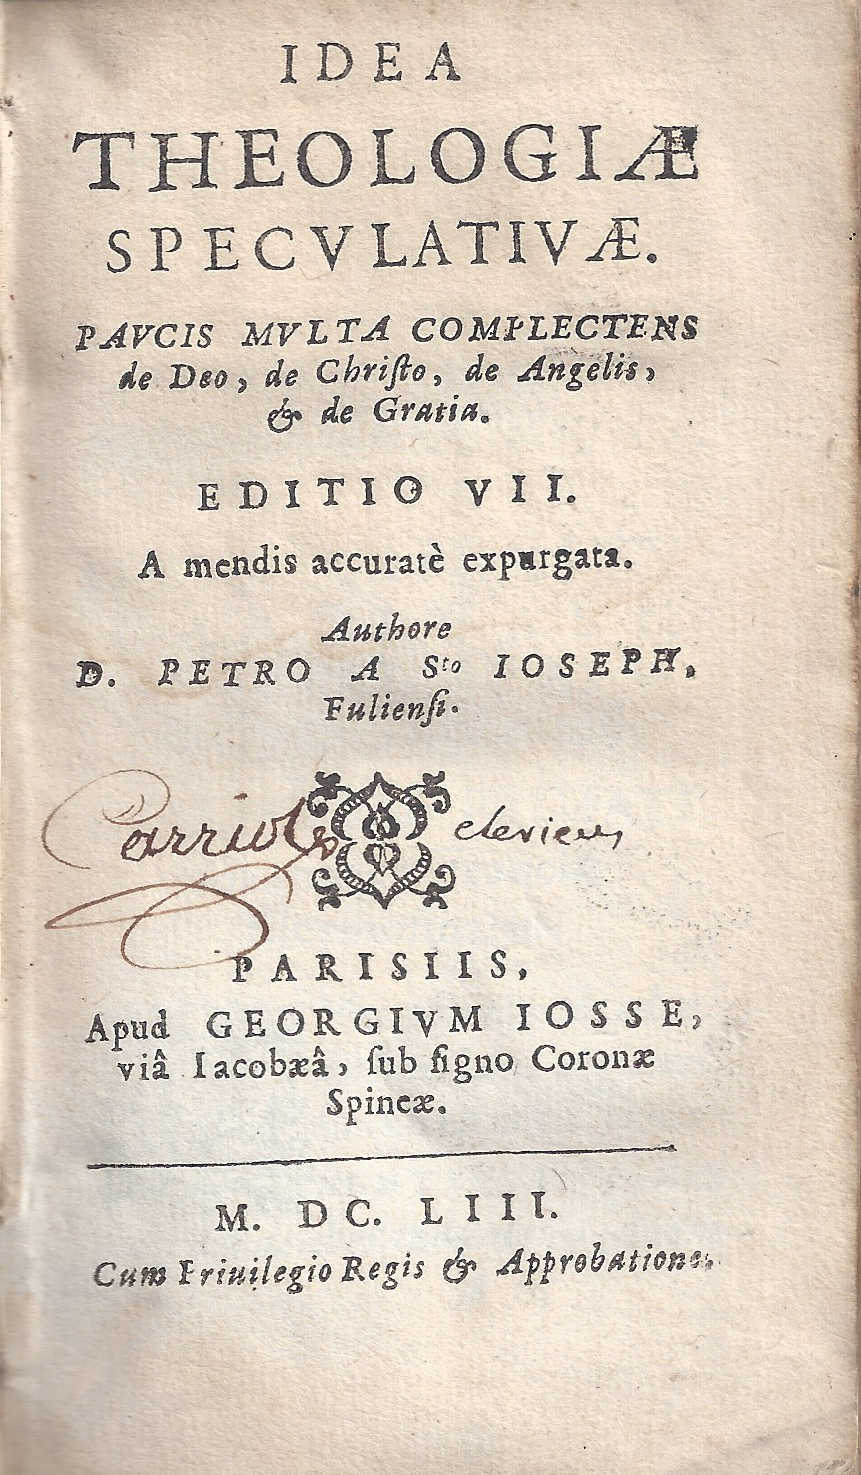 IDEA
THEOLOGIÆ
SPECVLATIVÆ.
PAVCIS MVLTA COMPLECTENS
de Deo, de Chriſto, de Angelis,
& de Gratia.
EDITIO VII.
A mendis accuratè expurgata.
Authore
D. PETRO A Sto IOSEPH,
Fulienſi.
clericus
PARISIIS,
Apud GEORGIVM IOSSE,
viâ Iacobæâ, ſub ſigno Coronæ
Spineæ.
M. DC. LIII.
Cum Priuilegio Regis & Approbatione.